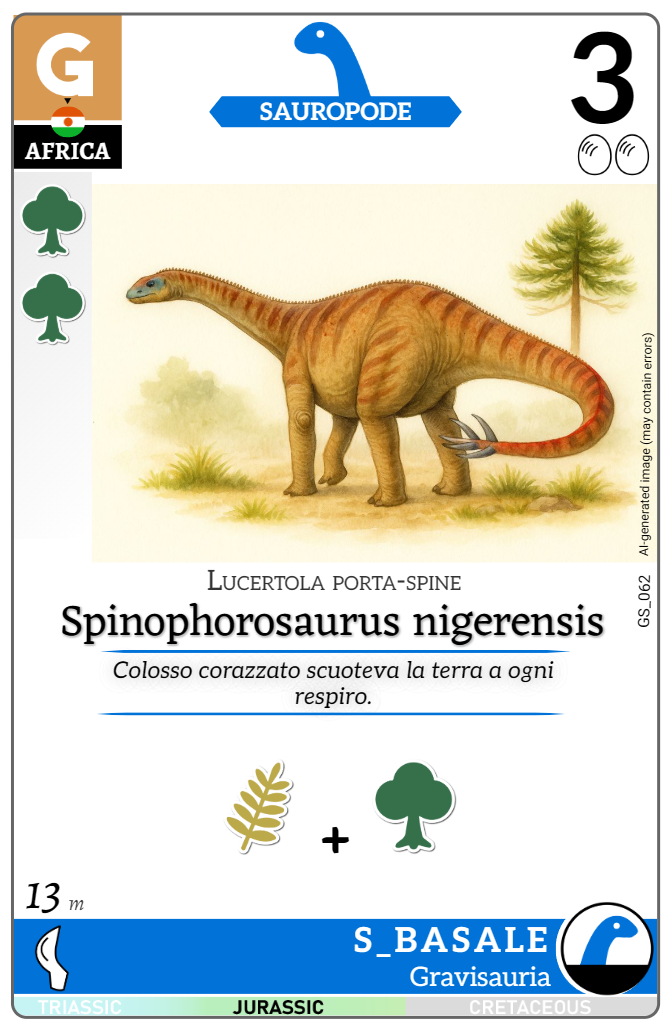 G
SAUROPODE
3
AFRICA
AI-generated image (may contain errors)
GS_062
Lucertola porta-spine
Spinophorosaurus nigerensis
Colosso corazzato scuoteva la terra a ogni
respiro.
+
13 m
S_BASALE
Gravisauria
TRIASSIC JURASSIC CRETACEOUS